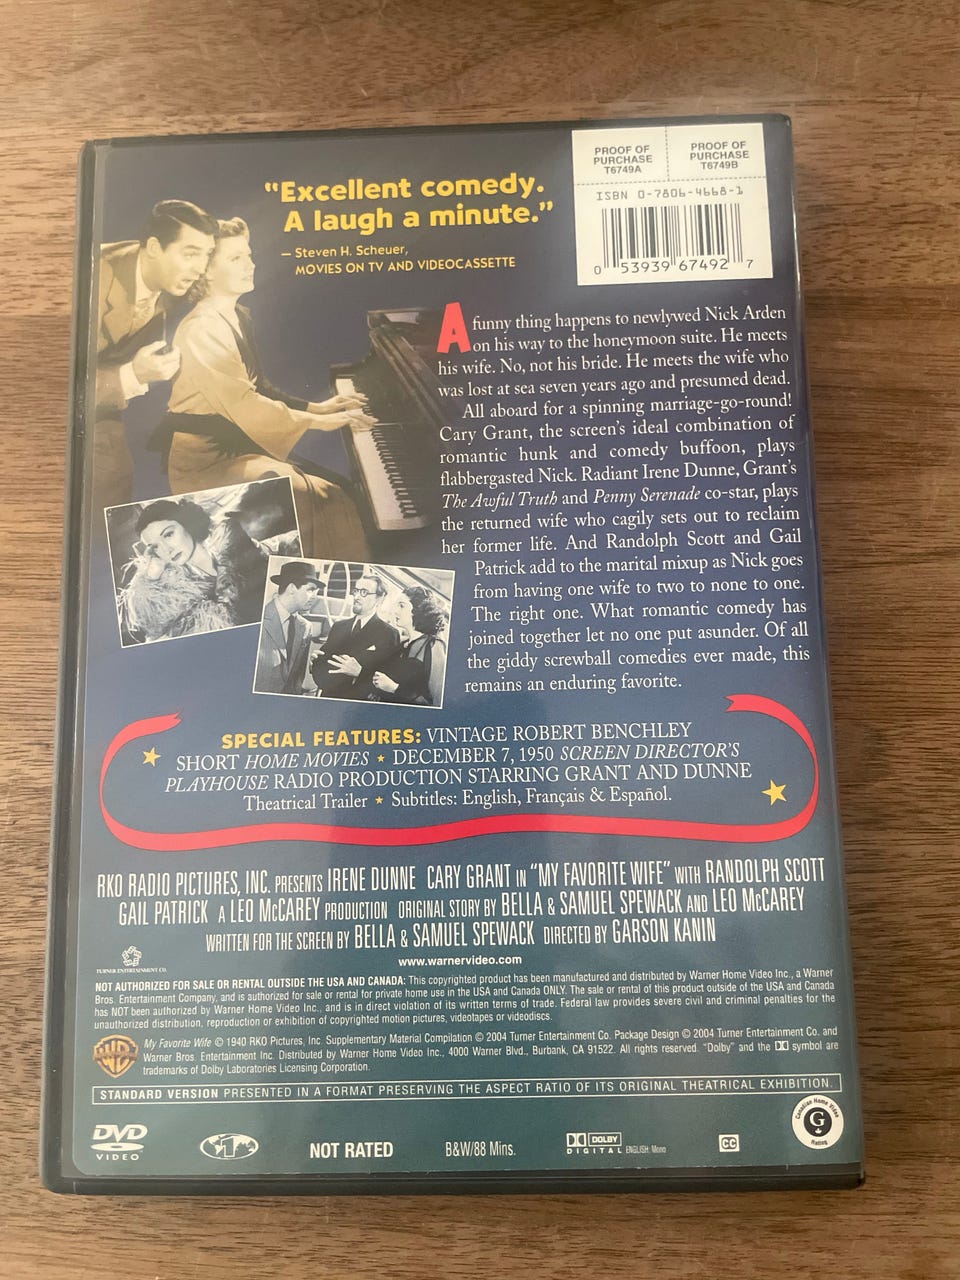 "Excellent comedy.
A laugh a minute."
— Steven H. Scheuer,
MOVIES ON TV AND VIDEOCASSETTE
PROOF OF
PURCHASE
T6749A
PROOF OF
PURCHASE
T6749B
ISBN 0-7806-4668-1
0 53939 67492 7
A funny thing happens to newlywed Nick Arden
on his way to the honeymoon suite. He meets
his wife. No, not his bride. He meets the wife who
was lost at sea seven years ago and presumed dead.
All aboard for a spinning marriage-go-round!
Cary Grant, the screen's ideal combination of
romantic hunk and comedy buffoon, plays
flabbergasted Nick. Radiant Irene Dunne, Grant's
The Awful Truth and Penny Serenade co-star, plays
the returned wife who cagily sets out to reclaim
her former life. And Randolph Scott and Gail
Patrick add to the marital mixup as Nick goes
from having one wife to two to none to one.
The right one. What romantic comedy has
joined together let no one put asunder. Of all
the giddy screwball comedies ever made, this
remains an enduring favorite.
SPECIAL FEATURES: VINTAGE ROBERT BENCHLEY
SHORT HOME MOVIES ★ DECEMBER 7, 1950 SCREEN DIRECTOR'S
PLAYHOUSE RADIO PRODUCTION STARRING GRANT AND DUNNE
Theatrical Trailer ★ Subtitles: English, Français & Español.
RKO RADIO PICTURES, INC. PRESENTS IRENE DUNNE CARY GRANT IN "MY FAVORITE WIFE" WITH RANDOLPH SCOTT
GAIL PATRICK A LEO McCAREY PRODUCTION ORIGINAL STORY BY BELLA & SAMUEL SPEWACK AND LEO McCAREY
WRITTEN FOR THE SCREEN BY BELLA & SAMUEL SPEWACK DIRECTED BY GARSON KANIN
TURNER ENTERTAINMENT CO.
www.warnervideo.com
NOT AUTHORIZED FOR SALE OR RENTAL OUTSIDE THE USA AND CANADA: This copyrighted product has been manufactured and distributed by Warner Home Video Inc., a Warner
Bros. Entertainment Company, and is authorized for sale or rental for private home use in the USA and Canada ONLY. The sale or rental of this product outside of the USA and Canada
has NOT been authorized by Warner Home Video Inc., and is in direct violation of its written terms of trade. Federal law provides severe civil and criminal penalties for the
unauthorized distribution, reproduction or exhibition of copyrighted motion pictures, videotapes or videodiscs.
WB
My Favorite Wife © 1940 RKO Pictures, Inc. Supplementary Material Compilation © 2004 Turner Entertainment Co. Package Design © 2004 Turner Entertainment Co. and
Warner Bros. Entertainment Inc. Distributed by Warner Home Video Inc., 4000 Warner Blvd., Burbank, CA 91522. All rights reserved. "Dolby" and the DD symbol are
trademarks of Dolby Laboratories Licensing Corporation.
STANDARD VERSION PRESENTED IN A FORMAT PRESERVING THE ASPECT RATIO OF ITS ORIGINAL THEATRICAL EXHIBITION.
DVD
VIDEO
1
NOT RATED
B&W/88 Mins.
DOLBY
DIGITAL ENGLISH: Mono
CC
Canadian Home Video
G
Rating